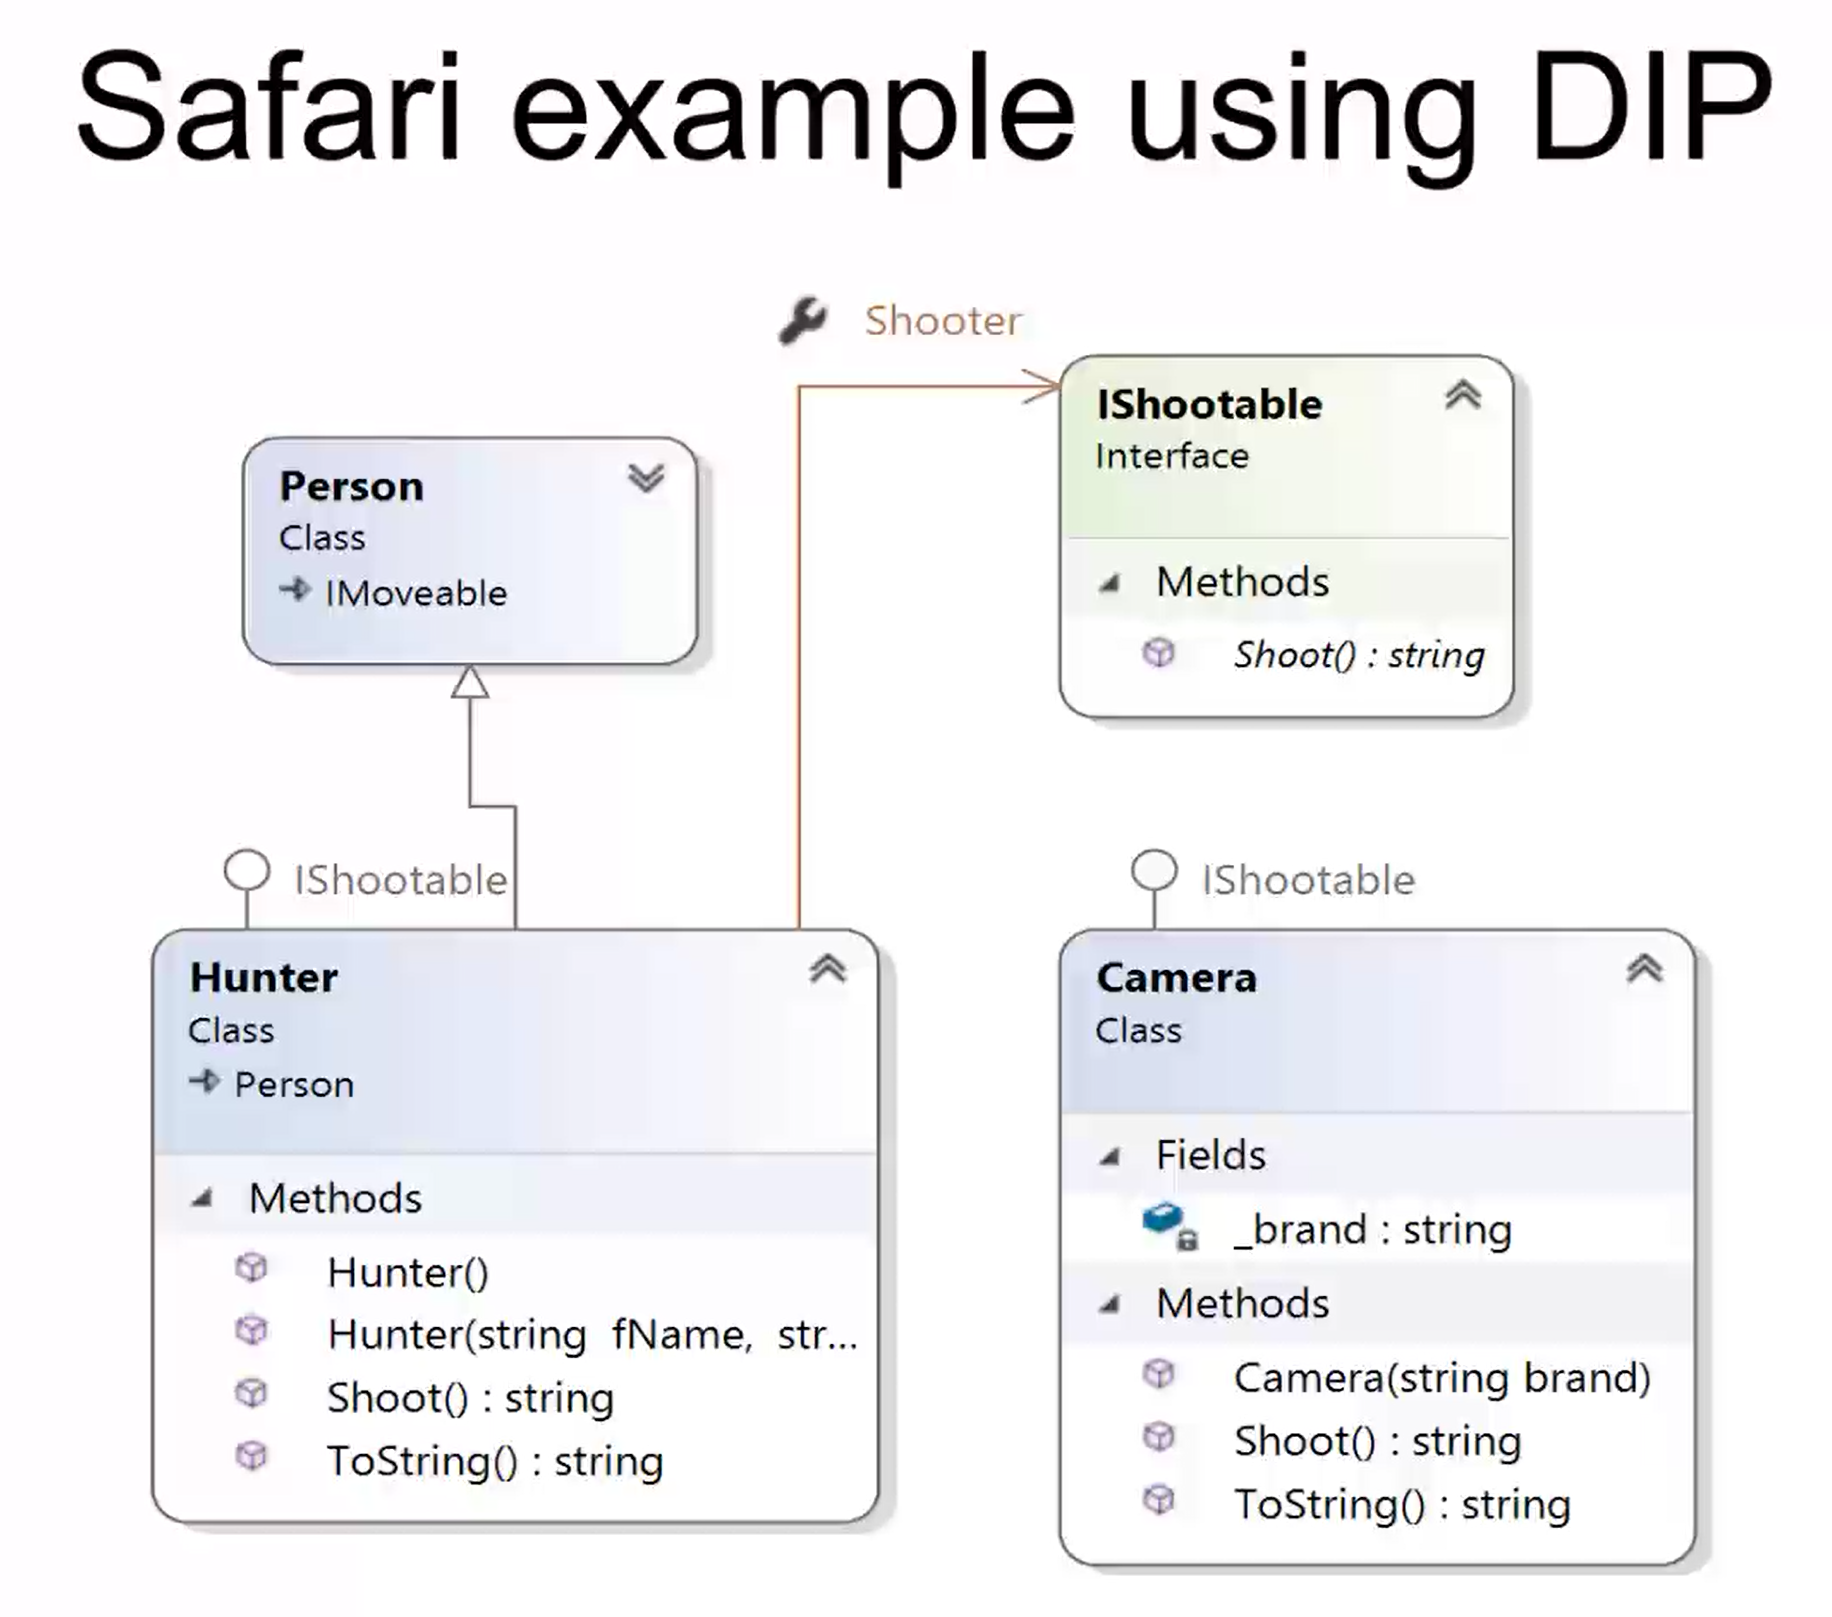 Safari example using DIP
Shooter
IShootable
Interface
Methods
Shoot() : string
Person
Class
IMoveable
IShootable
Hunter
Class
Person
Methods
Hunter()
Hunter(string fName, str...
Shoot() : string
ToString() : string
IShootable
Camera
Class
Fields
_brand : string
Methods
Camera(string brand)
Shoot() : string
ToString() : string